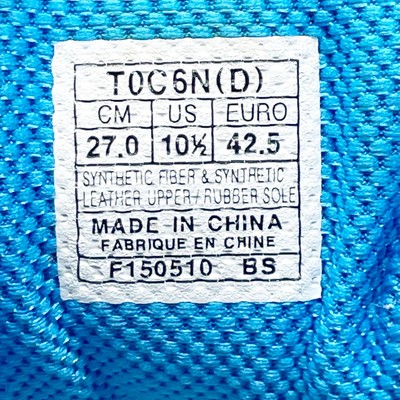 T0C6N(D)
CM US EURO
27.0 10½ 42.5
SYNTHETIC FIBER & SYNTHETIC
LEATHER UPPER/RUBBER SOLE
MADE IN CHINA
FABRIQUE EN CHINE
F150510 BS